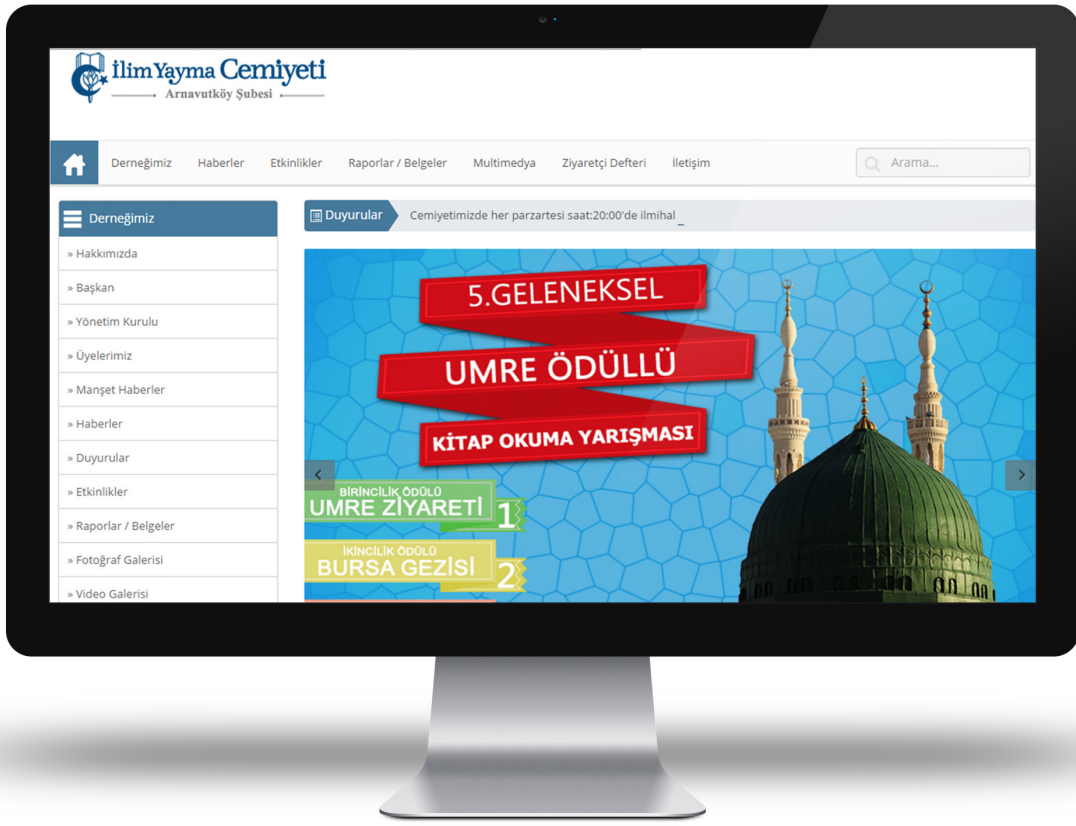 İlim Yayma Cemiyeti
Arnavutköy Şubesi
Derneğimiz Haberler Etkinlikler Raporlar / Belgeler Multimedya Ziyaretçi Defteri İletişim Arama...
Derneğimiz
» Hakkımızda
» Başkan
» Yönetim Kurulu
» Üyelerimiz
» Manşet Haberler
» Haberler
» Duyurular
» Etkinlikler
» Raporlar / Belgeler
» Fotoğraf Galerisi
» Video Galerisi
Duyurular Cemiyetimizde her parzartesi saat:20:00'de ilmihal _
5.GELENEKSEL
UMRE ÖDÜLLÜ
KİTAP OKUMA YARIŞMASI
BİRİNCİLİK ÖDÜLÜ
UMRE ZİYARETİ 1
İKİNCİLİK ÖDÜLÜ
BURSA GEZİSİ 2